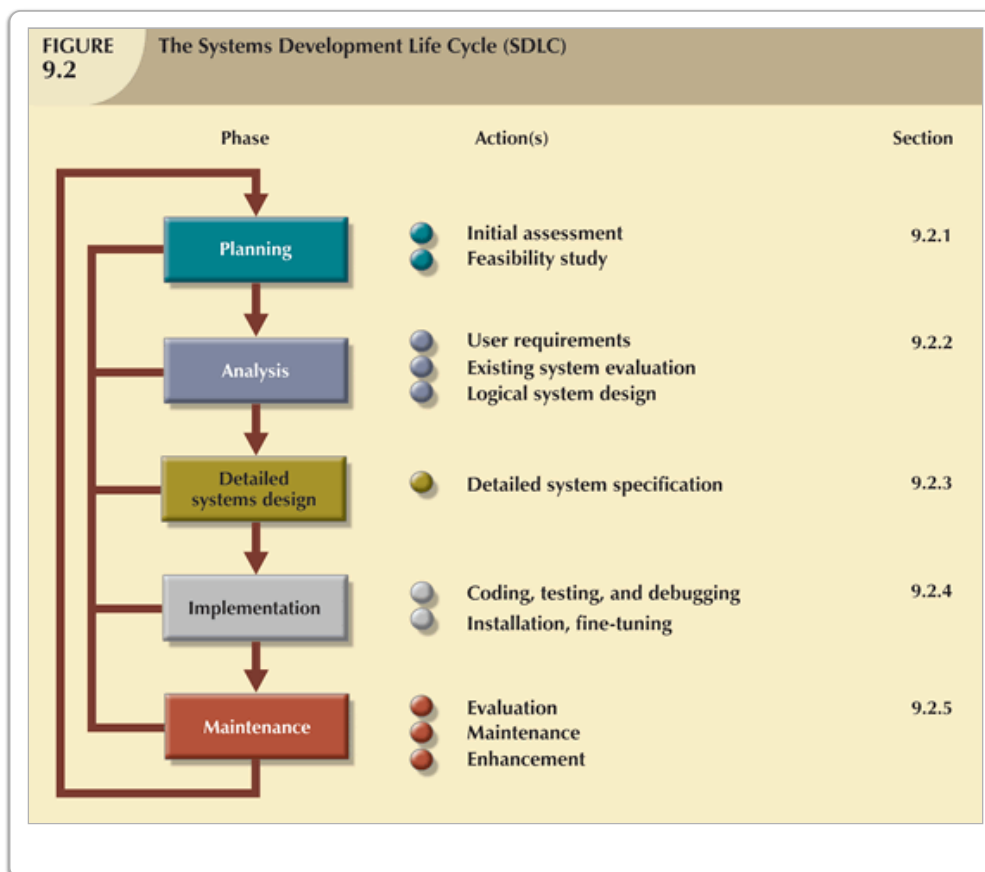 FIGURE
9.2
The Systems Development Life Cycle (SDLC)
Phase Action(s) Section
Planning
Initial assessment
Feasibility study
9.2.1
Analysis
User requirements
Existing system evaluation
Logical system design
9.2.2
Detailed
systems design
Detailed system specification
9.2.3
Implementation
Coding, testing, and debugging
Installation, fine-tuning
9.2.4
Maintenance
Evaluation
Maintenance
Enhancement
9.2.5